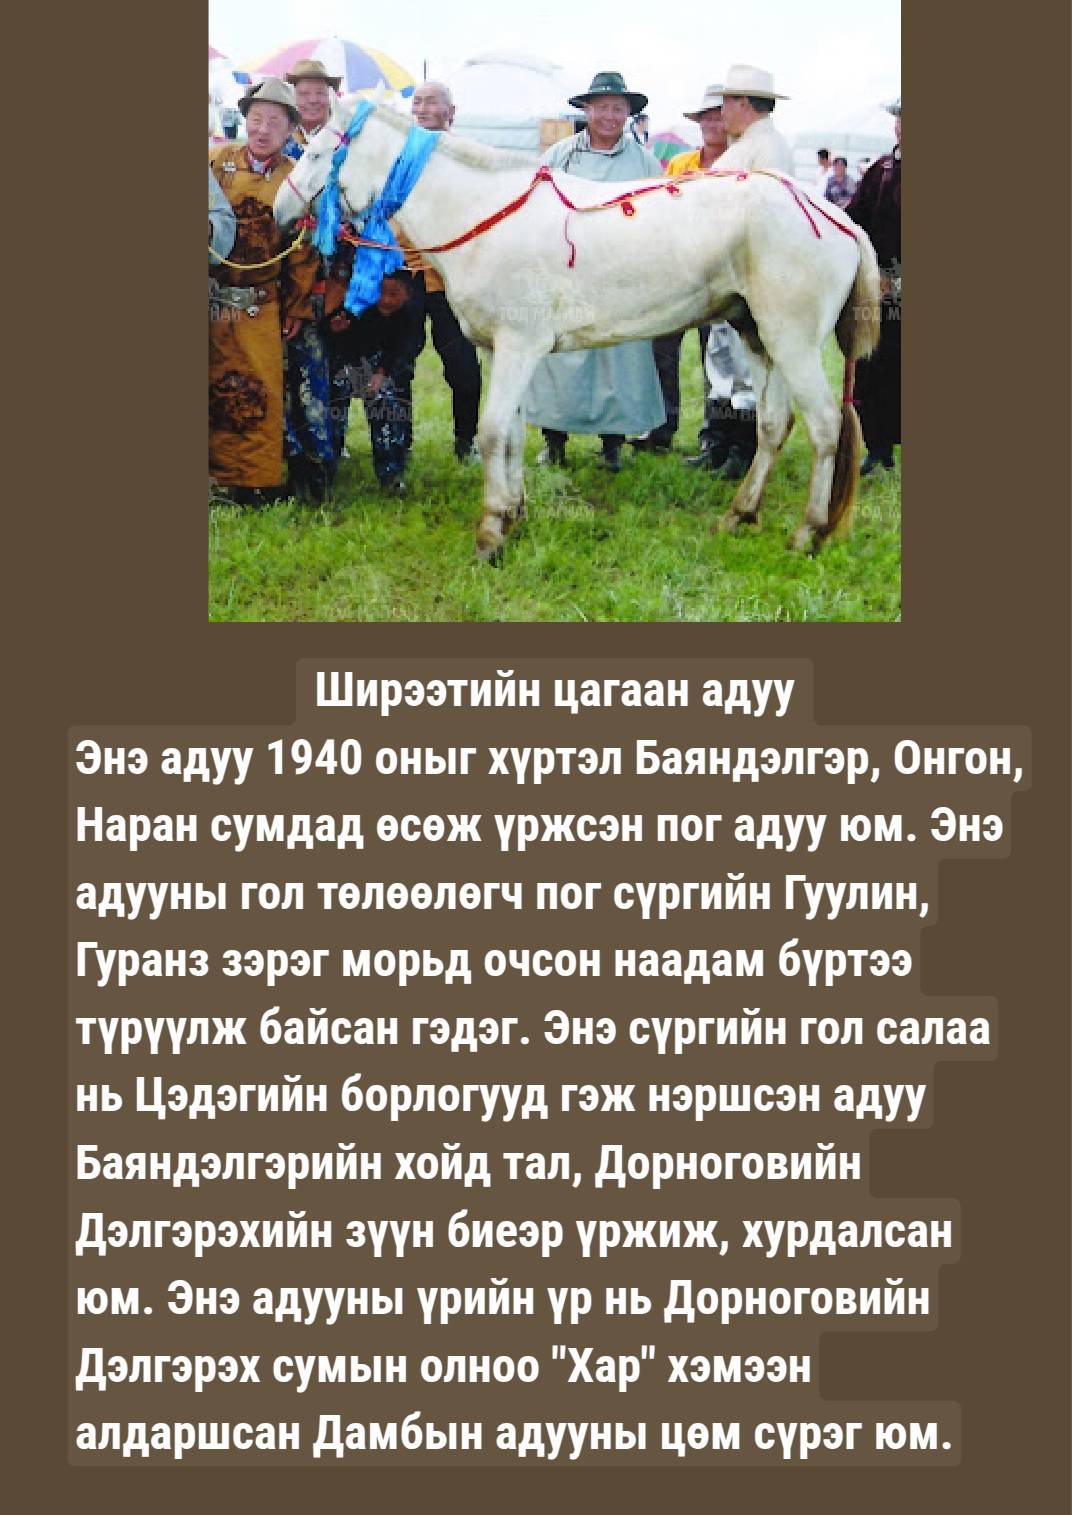 Ширээтийн цагаан адуу
Энэ адуу 1940 оныг хүртэл Баяндэлгэр, Онгон,
Наран сумдад өсөж үржсэн пог адуу юм. Энэ
адууны гол төлөөлөгч пог сүргийн Гуулин,
Гуранз зэрэг морьд очсон наадам бүртээ
түрүүлж байсан гэдэг. Энэ сүргийн гол салаа
нь Цэдэгийн борлогууд гэж нэршсэн адуу
Баяндэлгэрийн хойд тал, Дорноговийн
Дэлгэрэхийн зүүн биеэр үржиж, хурдалсан
юм. Энэ адууны үрийн үр нь Дорноговийн
Дэлгэрэх сумын олноо "Хар" хэмээн
алдаршсан Дамбын адууны цөм сүрэг юм.